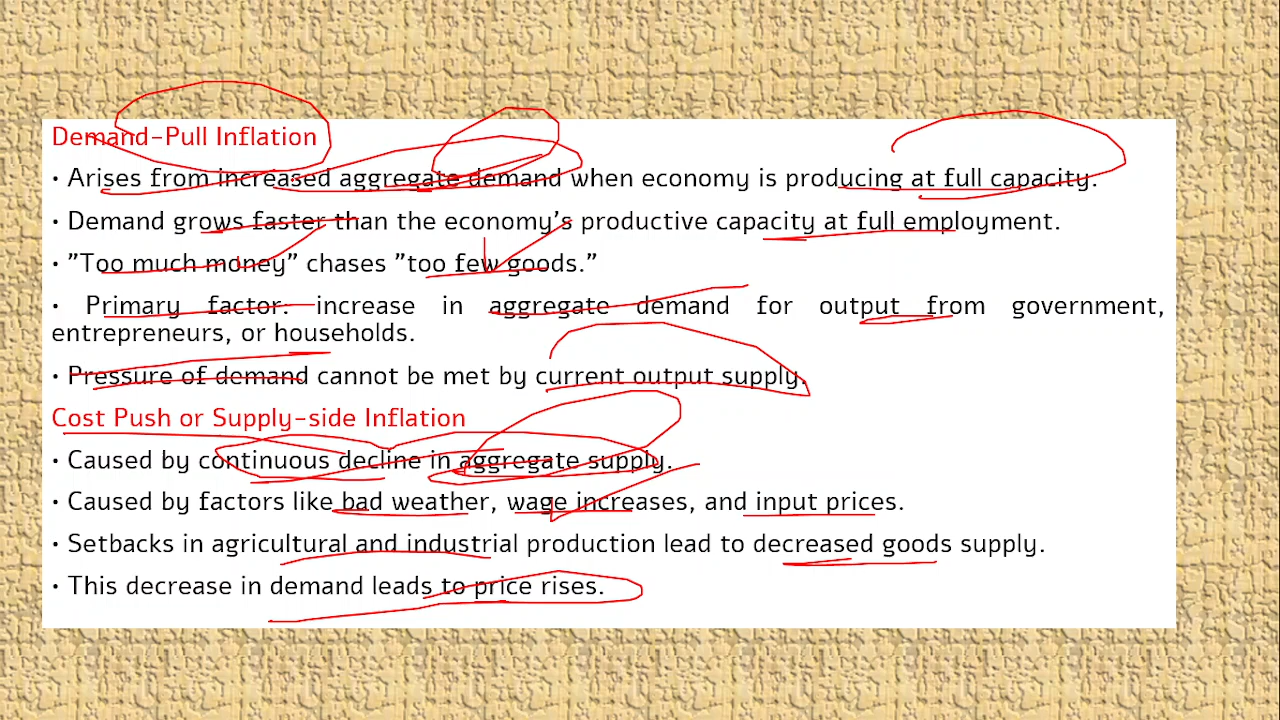 Demand-Pull Inflation
· Arises from increased aggregate demand when economy is producing at full capacity.
· Demand grows faster than the economy's productive capacity at full employment.
· ”Too much money” chases ”too few goods.”
· Primary factor: increase in aggregate demand for output from government,
entrepreneurs, or households.
· Pressure of demand cannot be met by current output supply.
Cost Push or Supply-side Inflation
· Caused by continuous decline in aggregate supply.
· Caused by factors like bad weather, wage increases, and input prices.
· Setbacks in agricultural and industrial production lead to decreased goods supply.
· This decrease in demand leads to price rises.